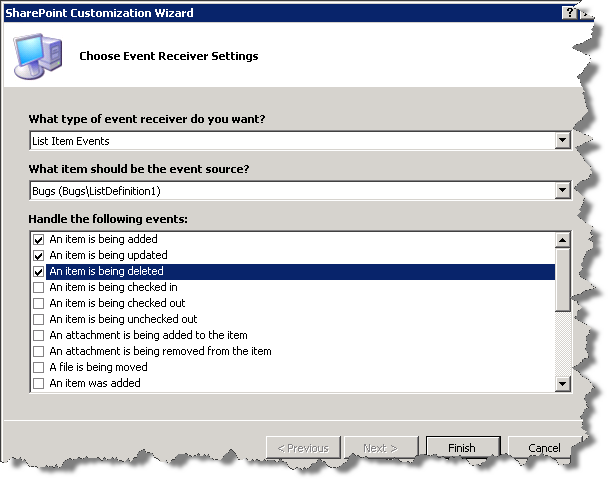 SharePoint Customization Wizard
?
Choose Event Receiver Settings
What type of event receiver do you want?
List Item Events
What item should be the event source?
Bugs (Bugs\ListDefinition1)
Handle the following events:
An item is being added
An item is being updated
An item is being deleted
An item is being checked in
An item is being checked out
An item is being unchecked out
An attachment is being added to the item
An attachment is being removed from the item
A file is being moved
An item was added
< Previous Next > Finish Cancel